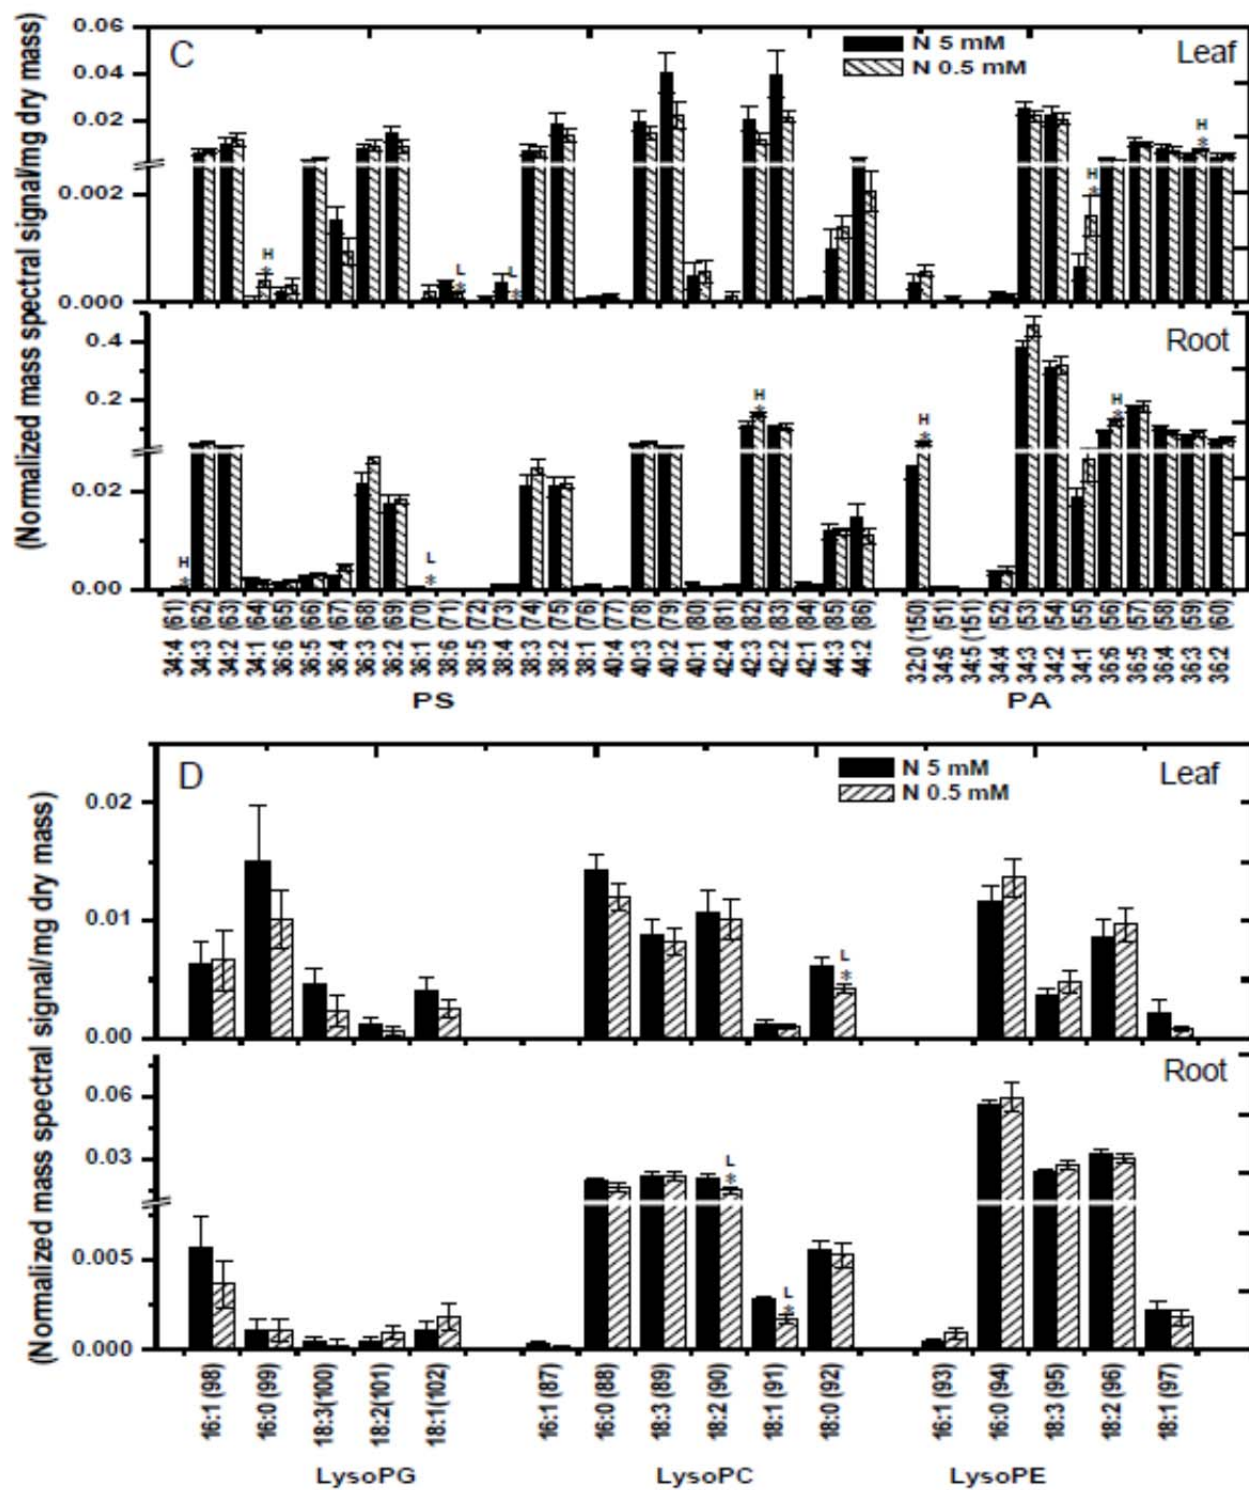 (Normalized mass spectral signal/mg dry mass)
C
N 5 mM
N 0.5 mM
Leaf
0.06
0.04
0.02
0.002
0.000
H
*
L
*
L
*
H
*
H
*
Root
0.4
0.2
0.02
0.00
H
*
L
*
H
*
H
*
H
*
34:4 (61)
34:3 (62)
34:2 (63)
34:1 (64)
36:6 (65)
36:5 (66)
36:4 (67)
36:3 (68)
36:2 (69)
36:1 (70)
38:6 (71)
38:5 (72)
38:4 (73)
38:3 (74)
38:2 (75)
38:1 (76)
40:4 (77)
40:3 (78)
40:2 (79)
40:1 (80)
42:4 (81)
42:3 (82)
42:2 (83)
42:1 (84)
44:3 (85)
44:2 (86)
32:0 (150)
34:6 (51)
34:5 (151)
34:4 (52)
34:3 (53)
34:2 (54)
34:1 (55)
36:6 (56)
36:5 (57)
36:4 (58)
36:3 (59)
36:2 (60)
PS
PA
(Normalized mass spectral signal/mg dry mass)
D
N 5 mM
N 0.5 mM
Leaf
0.02
0.01
0.00
L
*
Root
0.06
0.03
0.005
0.000
L
*
L
*
16:1 (98)
16:0 (99)
18:3(100)
18:2(101)
18:1(102)
16:1 (87)
16:0 (88)
18:3 (89)
18:2 (90)
18:1 (91)
18:0 (92)
16:1 (93)
16:0 (94)
18:3 (95)
18:2 (96)
18:1 (97)
LysoPG
LysoPC
LysoPE